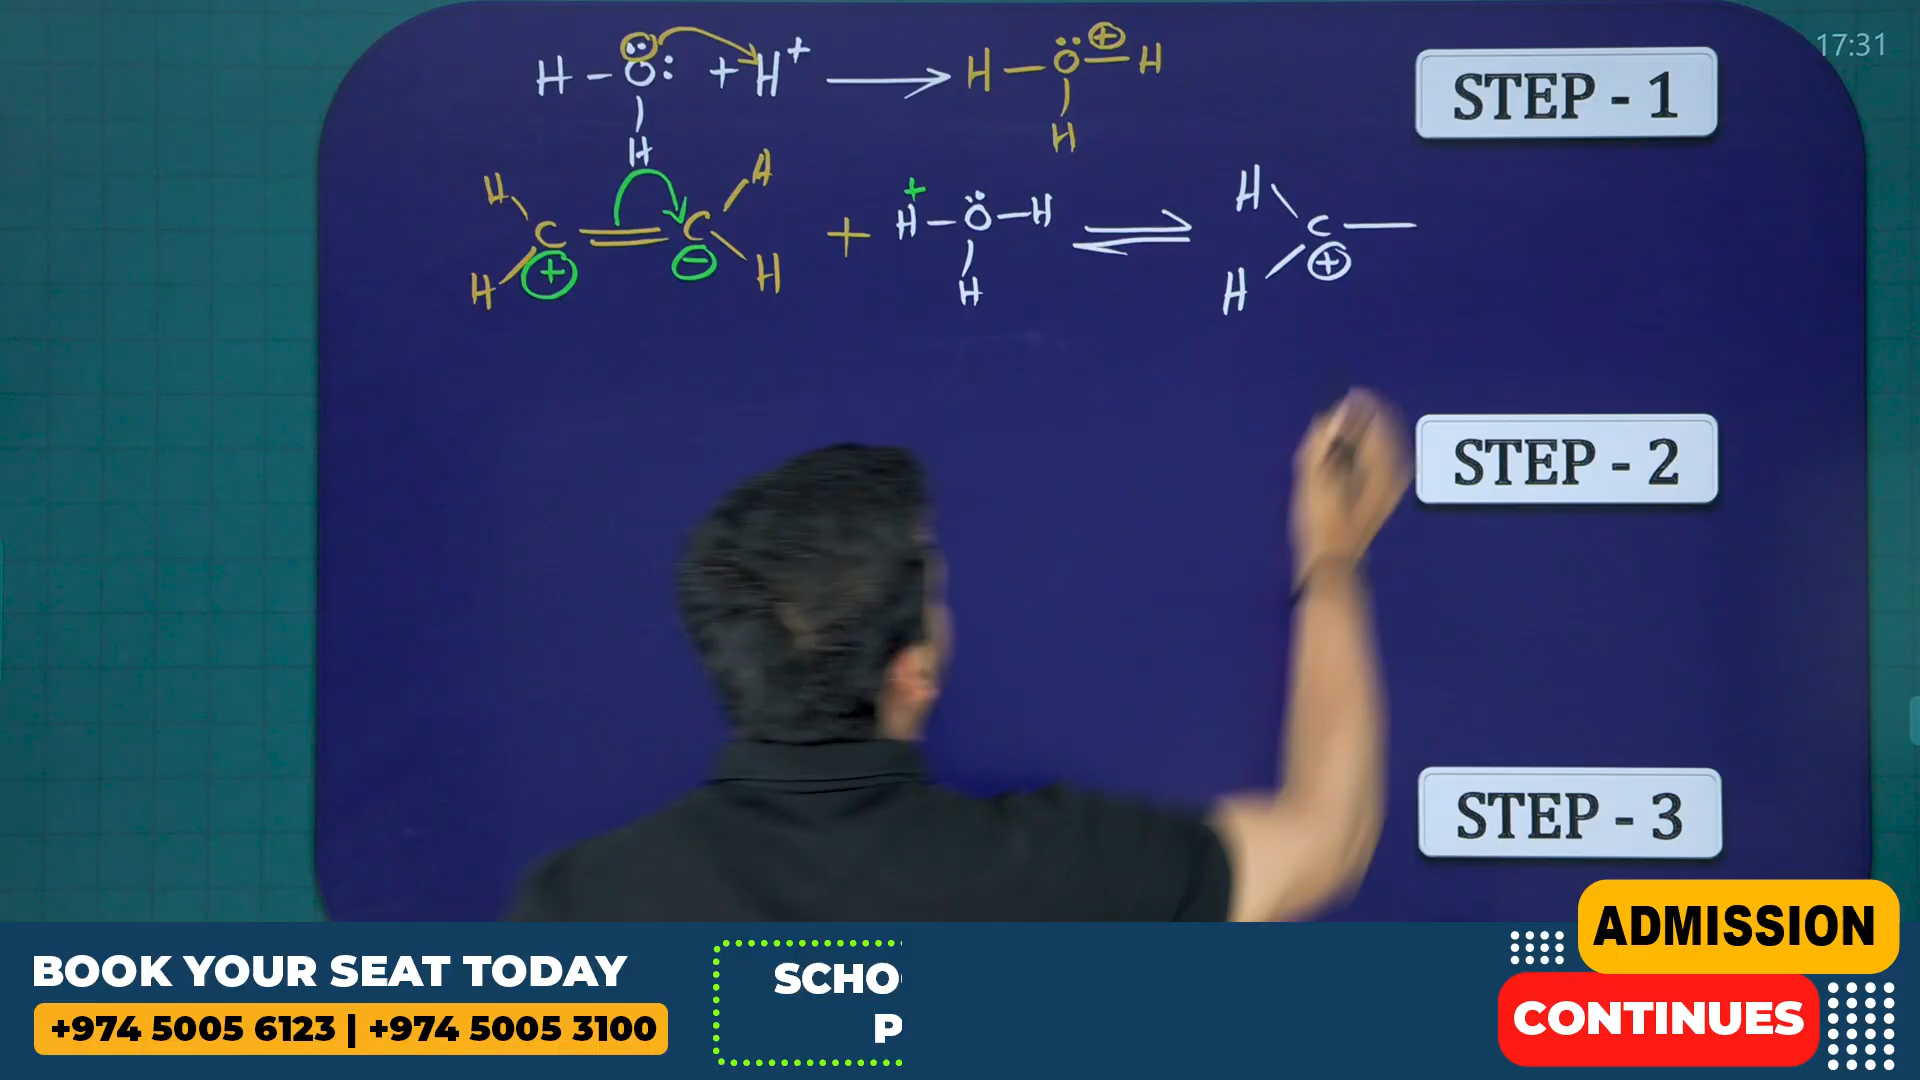 17:31
H - O: + H⁺ ⟶ H — O ⊕ — H
H
H
STEP - 1
H H
C = C + H⁺ - O - H ⇌ H C —
⊕ ⊖ ⊕
H H H H
STEP - 2
STEP - 3
BOOK YOUR SEAT TODAY
+974 5005 6123 | +974 5005 3100
SCHO
P
ADMISSION
CONTINUES